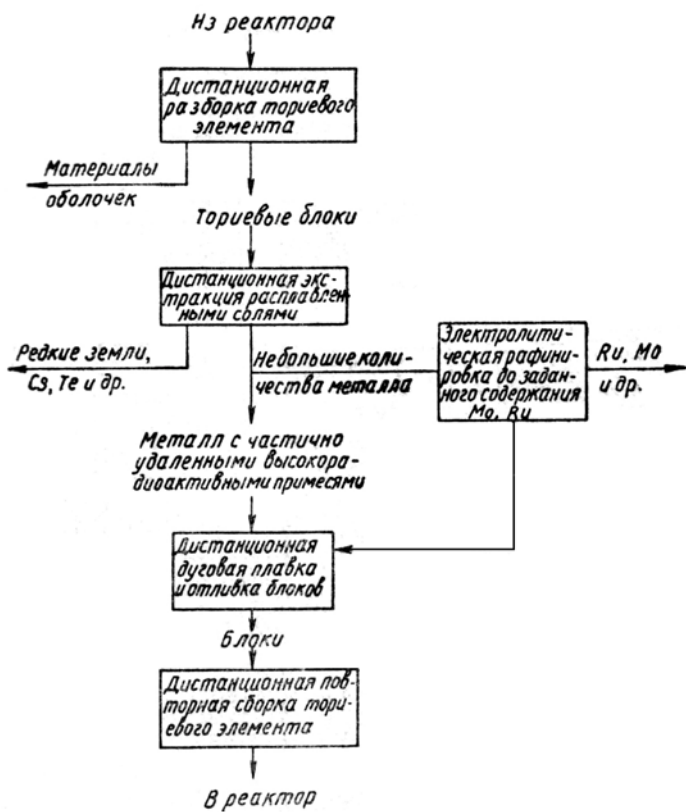 Из реактора
Дистанционная
разборка ториевого
элемента
Материалы
оболочек
Ториевые блоки
Дистанционная экс-
тракция расплавлен-
ными солями
Редкие земли,
Cs, Te и др.
Небольшие коли-
чества металла
Электролити-
ческая рафини-
ровка до задан-
ного содержания
Mo, Ru
Ru, Mo
и др.
Металл с частично
удаленными высокора-
диоактивными примесями
Дистанционная
дуговая плавка
и отливка блоков
Блоки
Дистанционная пов-
торная сборка тори-
евого элемента
В реактор